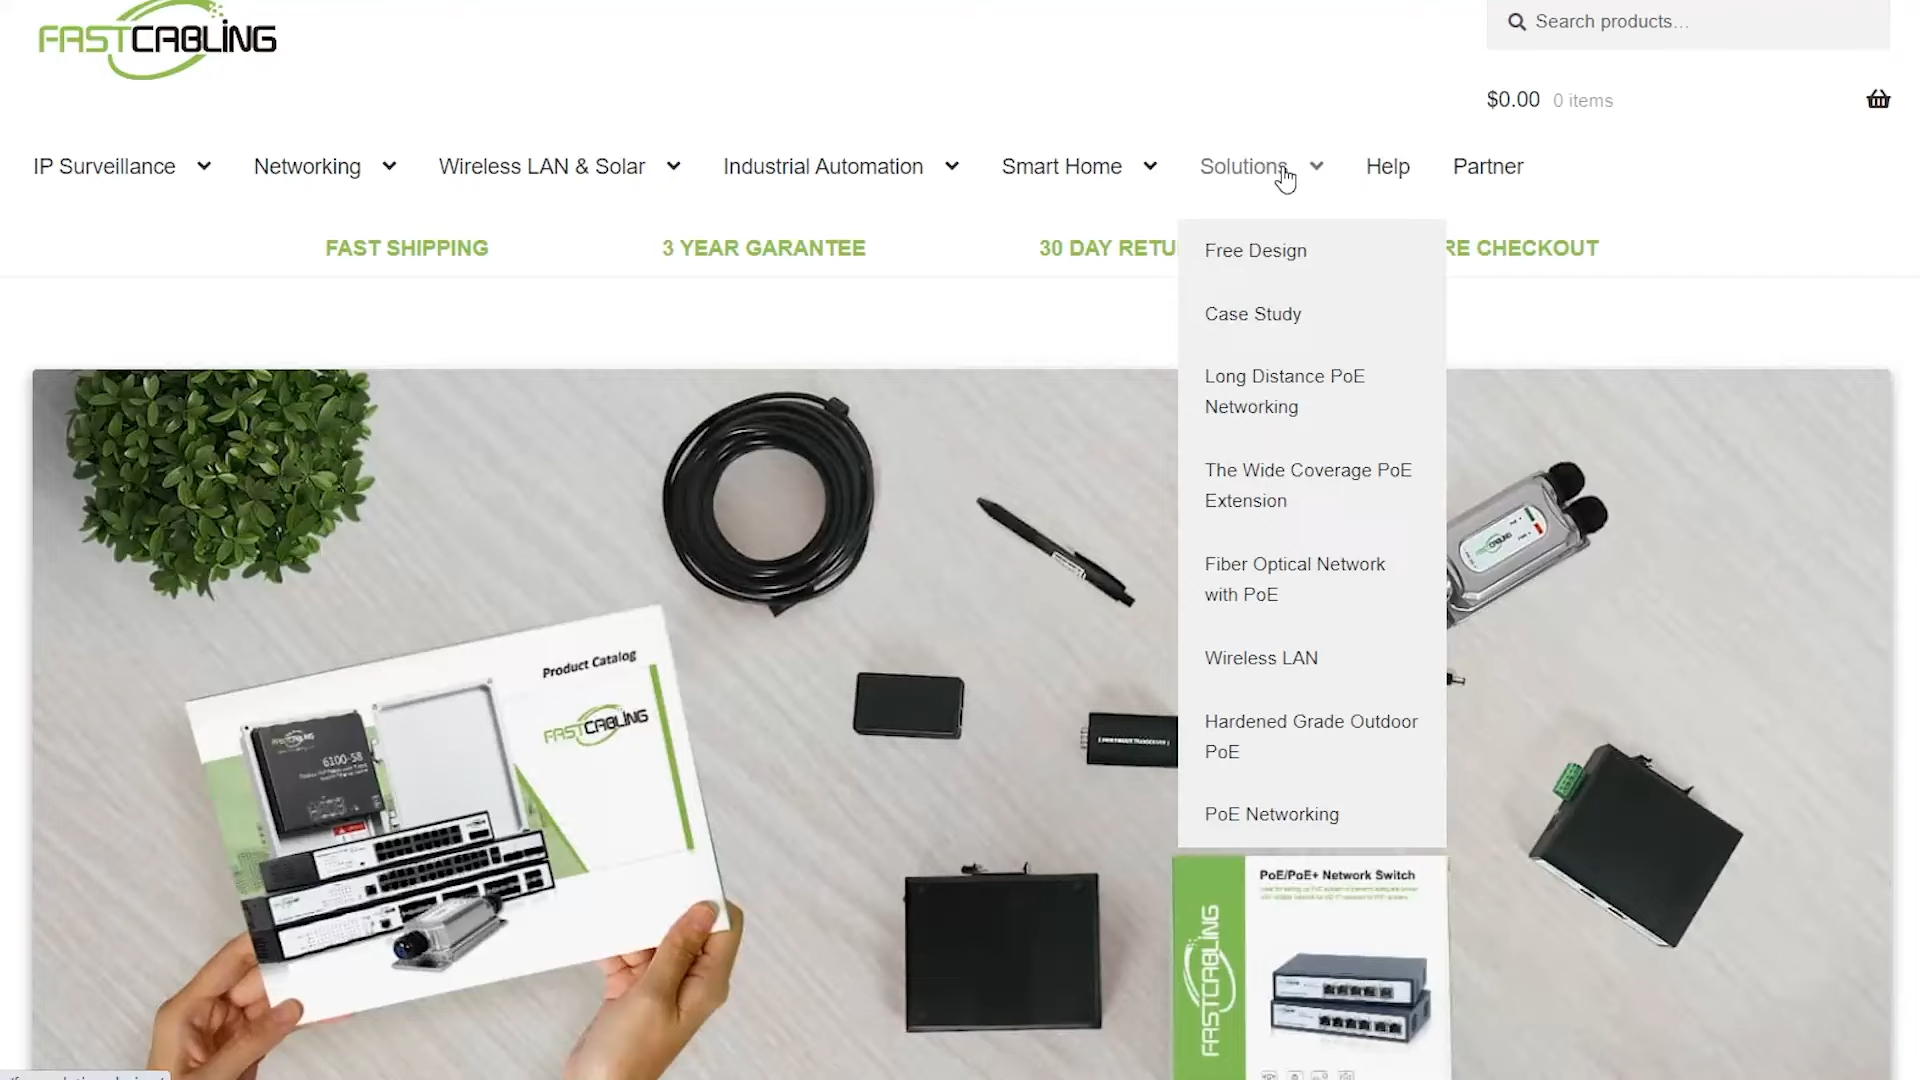 FASTCABLING
Search products…
$0.00 0 items
IP Surveillance Networking Wireless LAN & Solar Industrial Automation Smart Home Solutions Help Partner
FAST SHIPPING 3 YEAR GARANTEE 30 DAY RETU RE CHECKOUT
Free Design
Case Study
Long Distance PoE
Networking
The Wide Coverage PoE
Extension
Fiber Optical Network
with PoE
Wireless LAN
Hardened Grade Outdoor
PoE
PoE Networking
Product Catalog
FASTCABLING
FASTCABLING
6100-58
FASTCABLING
PoE/PoE+ Network Switch
FASTCABLING